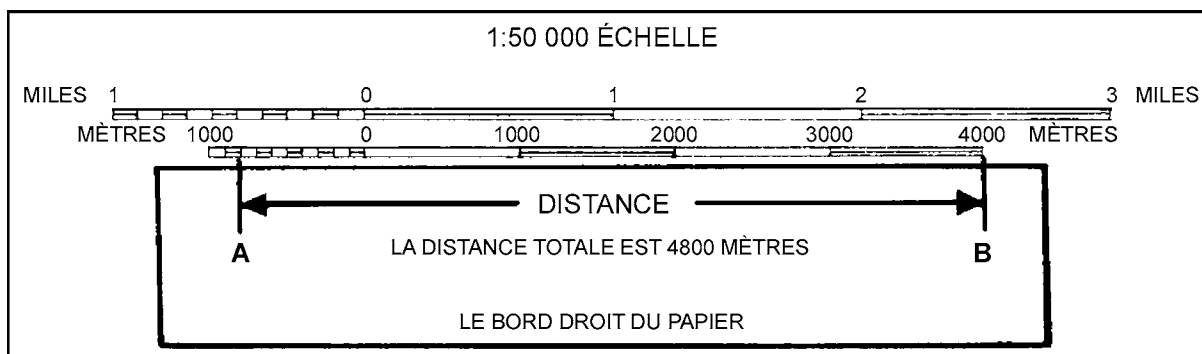 1:50 000 ÉCHELLE
MILES 1 0 1 2 3 MILES
MÈTRES 1000 0 1000 2000 3000 4000 MÈTRES
DISTANCE
A LA DISTANCE TOTALE EST 4800 MÈTRES B
LE BORD DROIT DU PAPIER